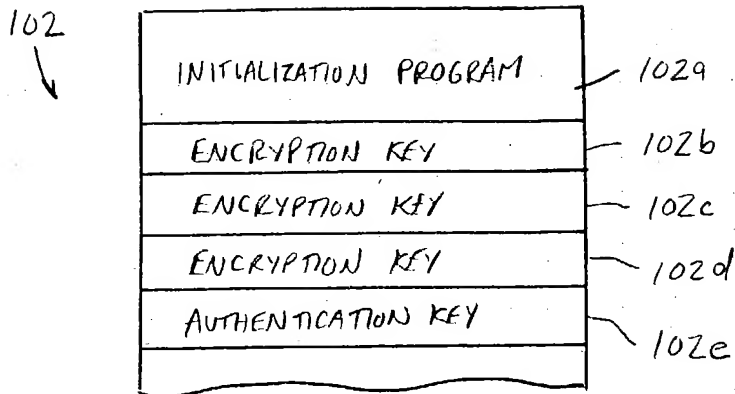 102
INITIALIZATION PROGRAM 102a
ENCRYPTION KEY 102b
ENCRYPTION KEY 102c
ENCRYPTION KEY 102d
AUTHENTICATION KEY 102e